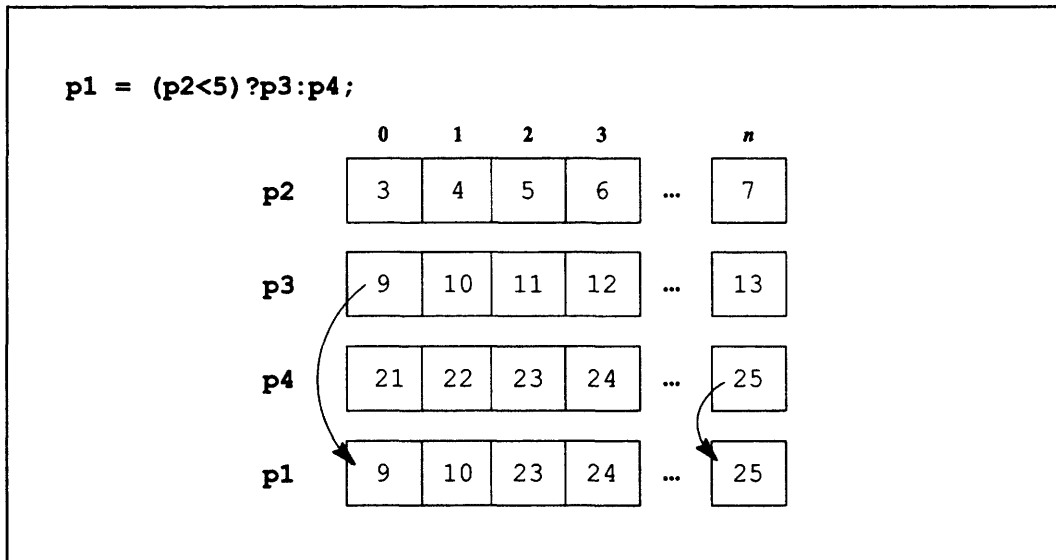 p1 = (p2<5)?p3:p4;
0 1 2 3 n
p2 3 4 5 6 ... 7
p3 9 10 11 12 ... 13
p4 21 22 23 24 ... 25
p1 9 10 23 24 ... 25